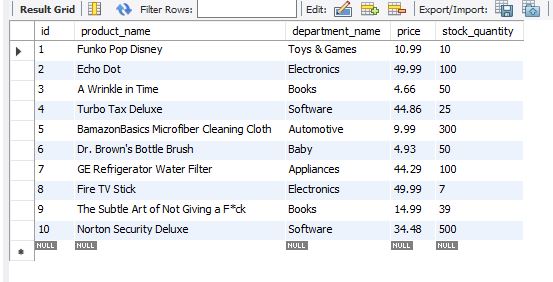 Result Grid Filter Rows: Edit: Export/Import:
id product_name department_name price stock_quantity
1 Funko Pop Disney Toys & Games 10.99 10
2 Echo Dot Electronics 49.99 100
3 A Wrinkle in Time Books 4.66 50
4 Turbo Tax Deluxe Software 44.86 25
5 BamazonBasics Microfiber Cleaning Cloth Automotive 9.99 300
6 Dr. Brown's Bottle Brush Baby 4.93 50
7 GE Refrigerator Water Filter Appliances 44.29 100
8 Fire TV Stick Electronics 49.99 7
9 The Subtle Art of Not Giving a F*ck Books 14.99 39
10 Norton Security Deluxe Software 34.48 500
* NULL NULL NULL NULL NULL